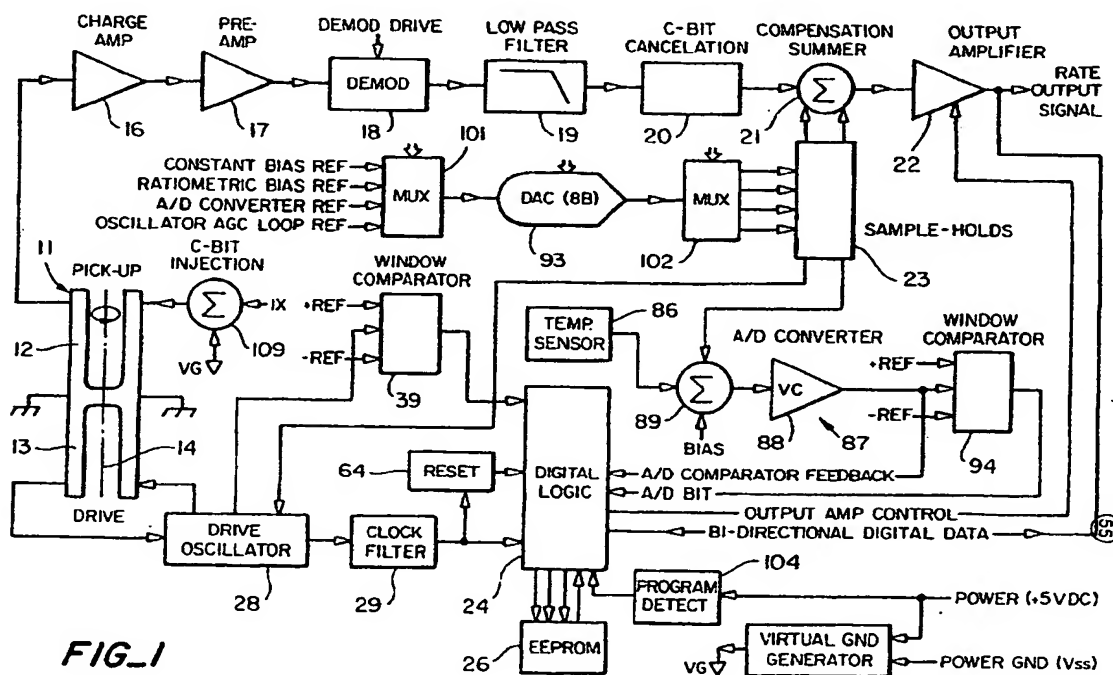 CHARGE AMP
16
PRE-
AMP
17
DEMOD DRIVE
DEMOD
18
LOW PASS
FILTER
19
C-BIT
CANCELATION
20
COMPENSATION
SUMMER
Σ
21
OUTPUT
AMPLIFIER
22
RATE
OUTPUT
SIGNAL
CONSTANT BIAS REF
RATIOMETRIC BIAS REF
A/D CONVERTER REF
OSCILLATOR AGC LOOP REF
MUX
101
DAC (8B)
93
MUX
102
SAMPLE-HOLDS
23
11
PICK-UP
12
13
14
DRIVE
C-BIT
INJECTION
Σ
IX
109
VG
WINDOW
COMPARATOR
+REF
-REF
39
TEMP.
SENSOR
86
Σ
89
BIAS
A/D CONVERTER
VC
88
87
WINDOW
COMPARATOR
+REF
-REF
94
64
RESET
DIGITAL
LOGIC
24
A/D COMPARATOR FEEDBACK
A/D BIT
OUTPUT AMP CONTROL
BI-DIRECTIONAL DIGITAL DATA
55
DRIVE
OSCILLATOR
28
CLOCK
FILTER
29
EEPROM
26
PROGRAM
DETECT
104
POWER (+5VDC)
VIRTUAL GND
GENERATOR
VG
POWER GND (Vss)
FIG_1